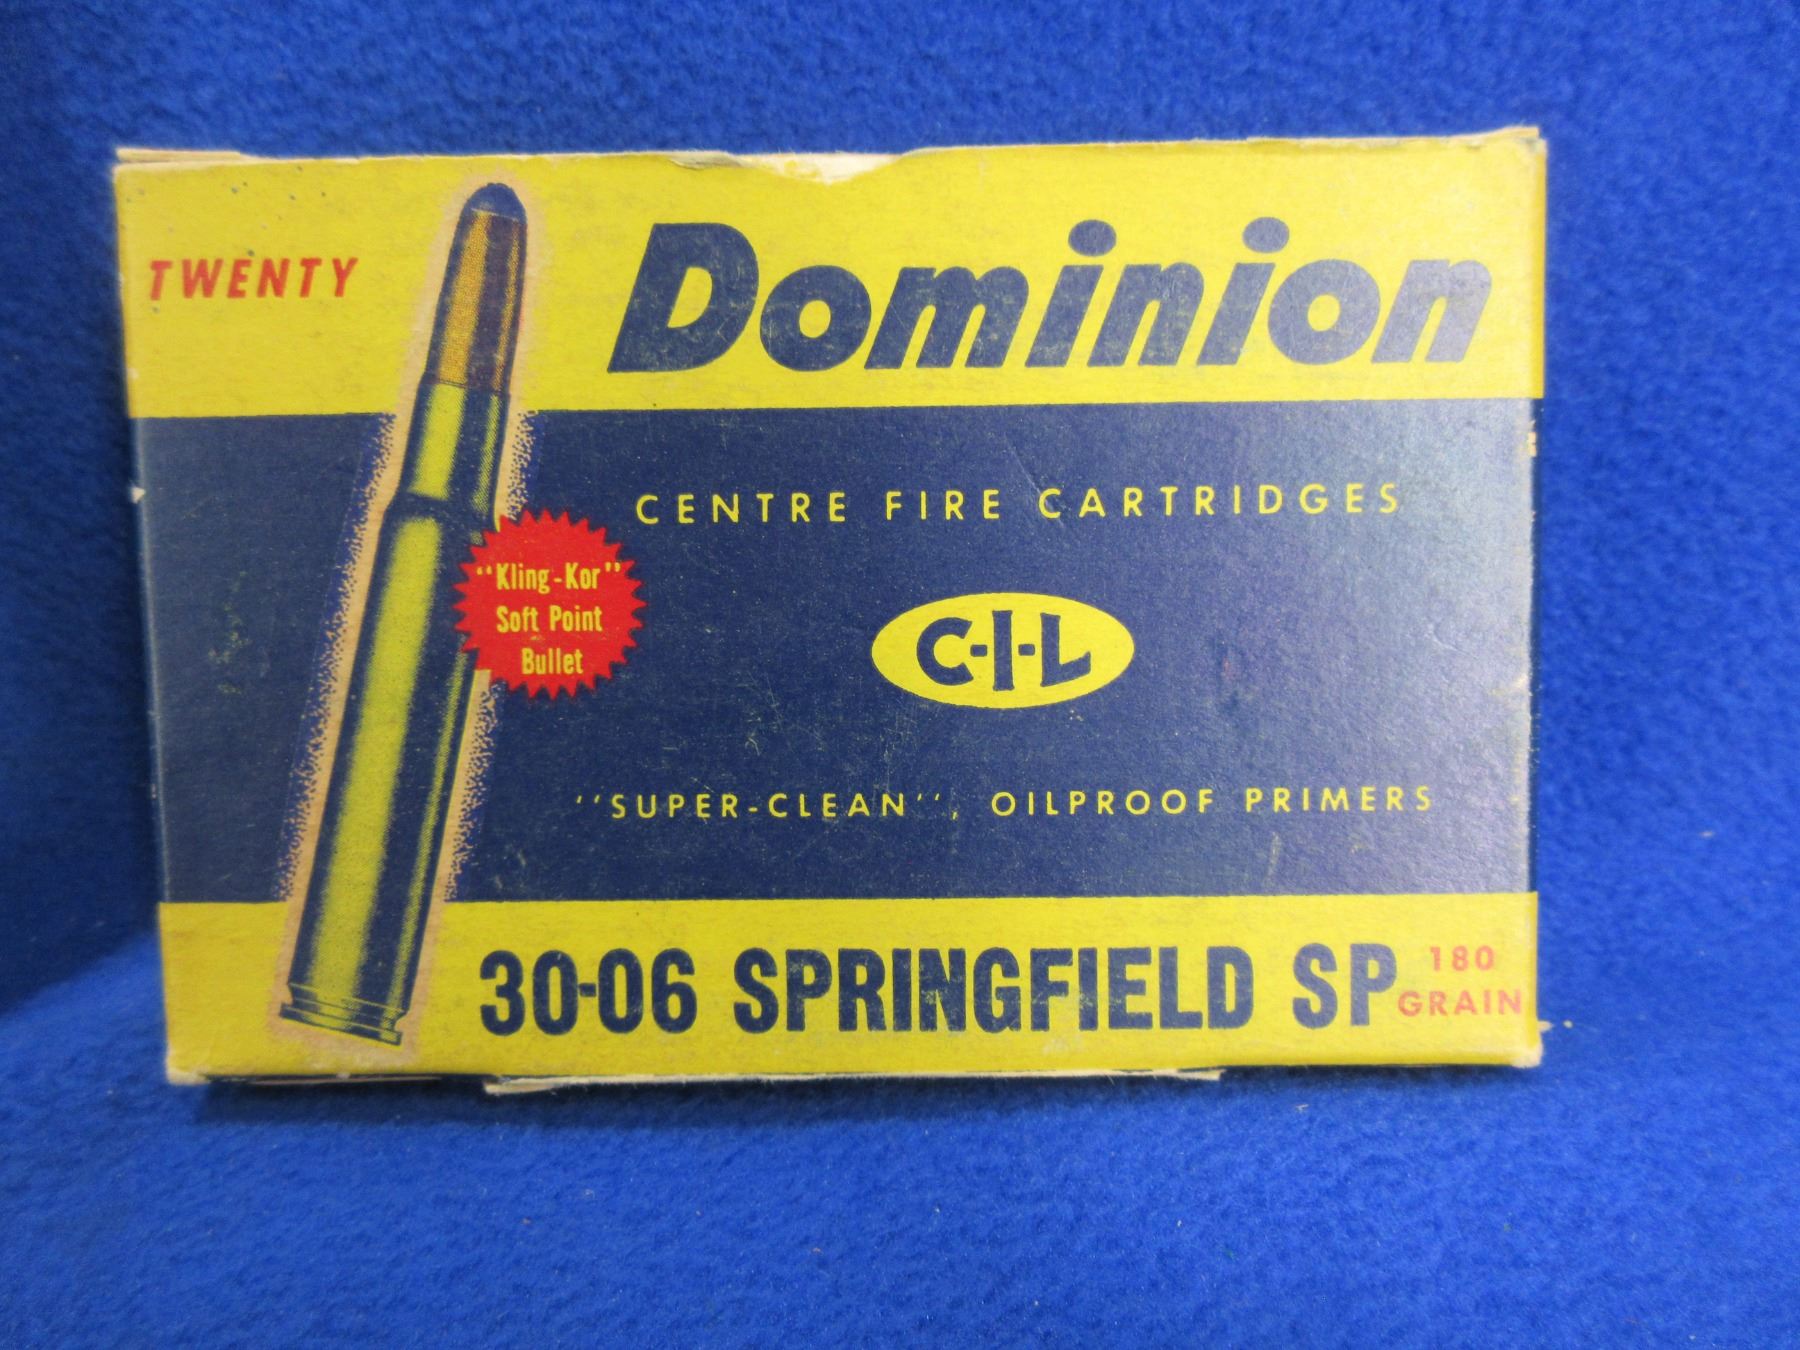 TWENTY
Dominion
CENTRE FIRE CARTRIDGES
"Kling-Kor"
Soft Point
Bullet
C-I-L
''SUPER-CLEAN'', OILPROOF PRIMERS
30-06 SPRINGFIELD SP
180
GRAIN